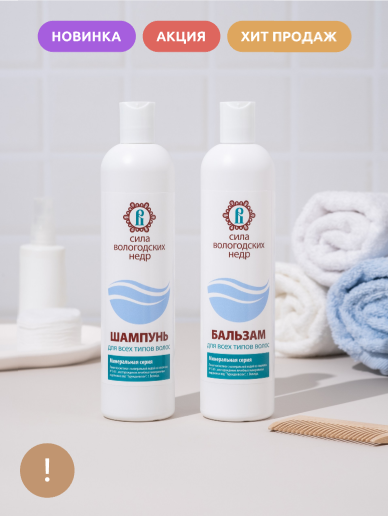 НОВИНКА
АКЦИЯ
ХИТ ПРОДАЖ
сила
вологодских
недр
ШАМПУНЬ
ДЛЯ ВСЕХ ТИПОВ ВОЛОС
Минеральная серия
сила
вологодских
недр
БАЛЬЗАМ
ДЛЯ ВСЕХ ТИПОВ ВОЛОС
Минеральная серия
!